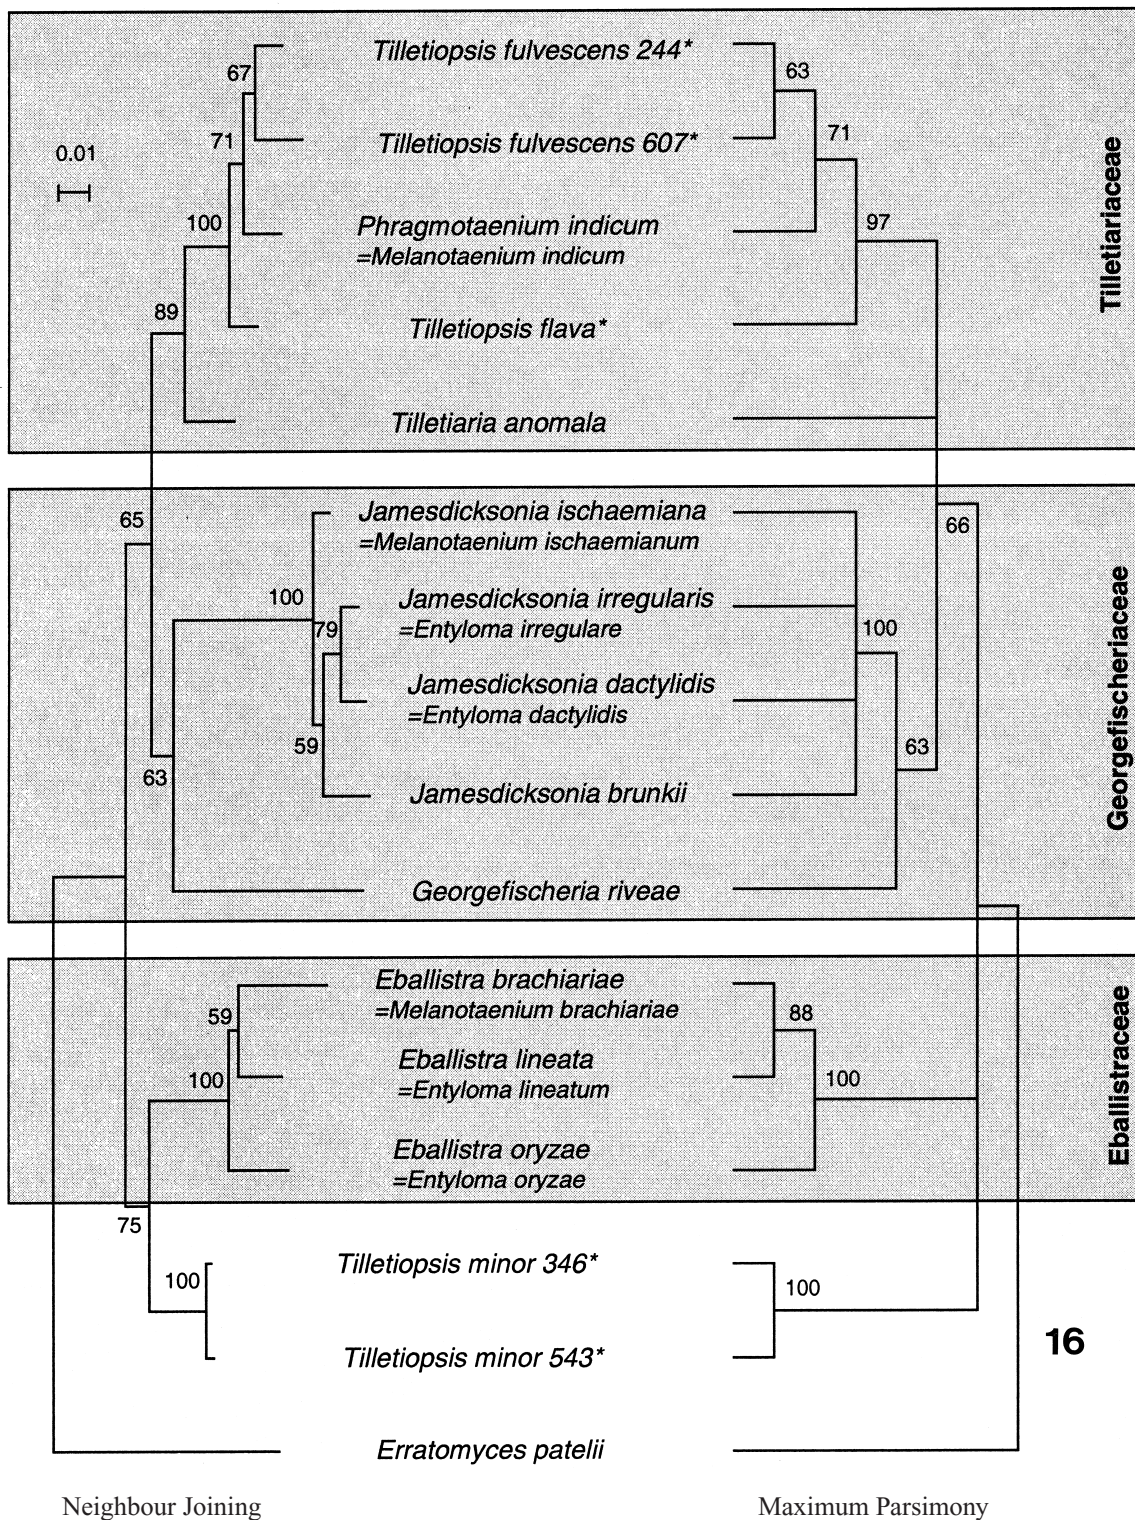 Tilletiopsis fulvescens 244*
67
63
71
71
0.01
Tilletiopsis fulvescens 607*
Tilletiariaceae
100
Phragmotaenium indicum
97
=Melanotaenium indicum
89
Tilletiopsis flava*
Tilletiaria anomala
65
Jamesdicksonia ischaemiana
66
=Melanotaenium ischaemianum
100
Jamesdicksonia irregularis
79
=Entyloma irregulare
100
Georgefischeriaceae
Jamesdicksonia dactylidis
=Entyloma dactylidis
59
63
63
Jamesdicksonia brunkii
Georgefischeria riveae
Eballistra brachiariae
59
=Melanotaenium brachiariae
88
Eballistra lineata
100
=Entyloma lineatum
100
Eballistraceae
Eballistra oryzae
=Entyloma oryzae
75
Tilletiopsis minor 346*
100
100
16
Tilletiopsis minor 543*
Erratomyces patelii
Neighbour Joining
Maximum Parsimony